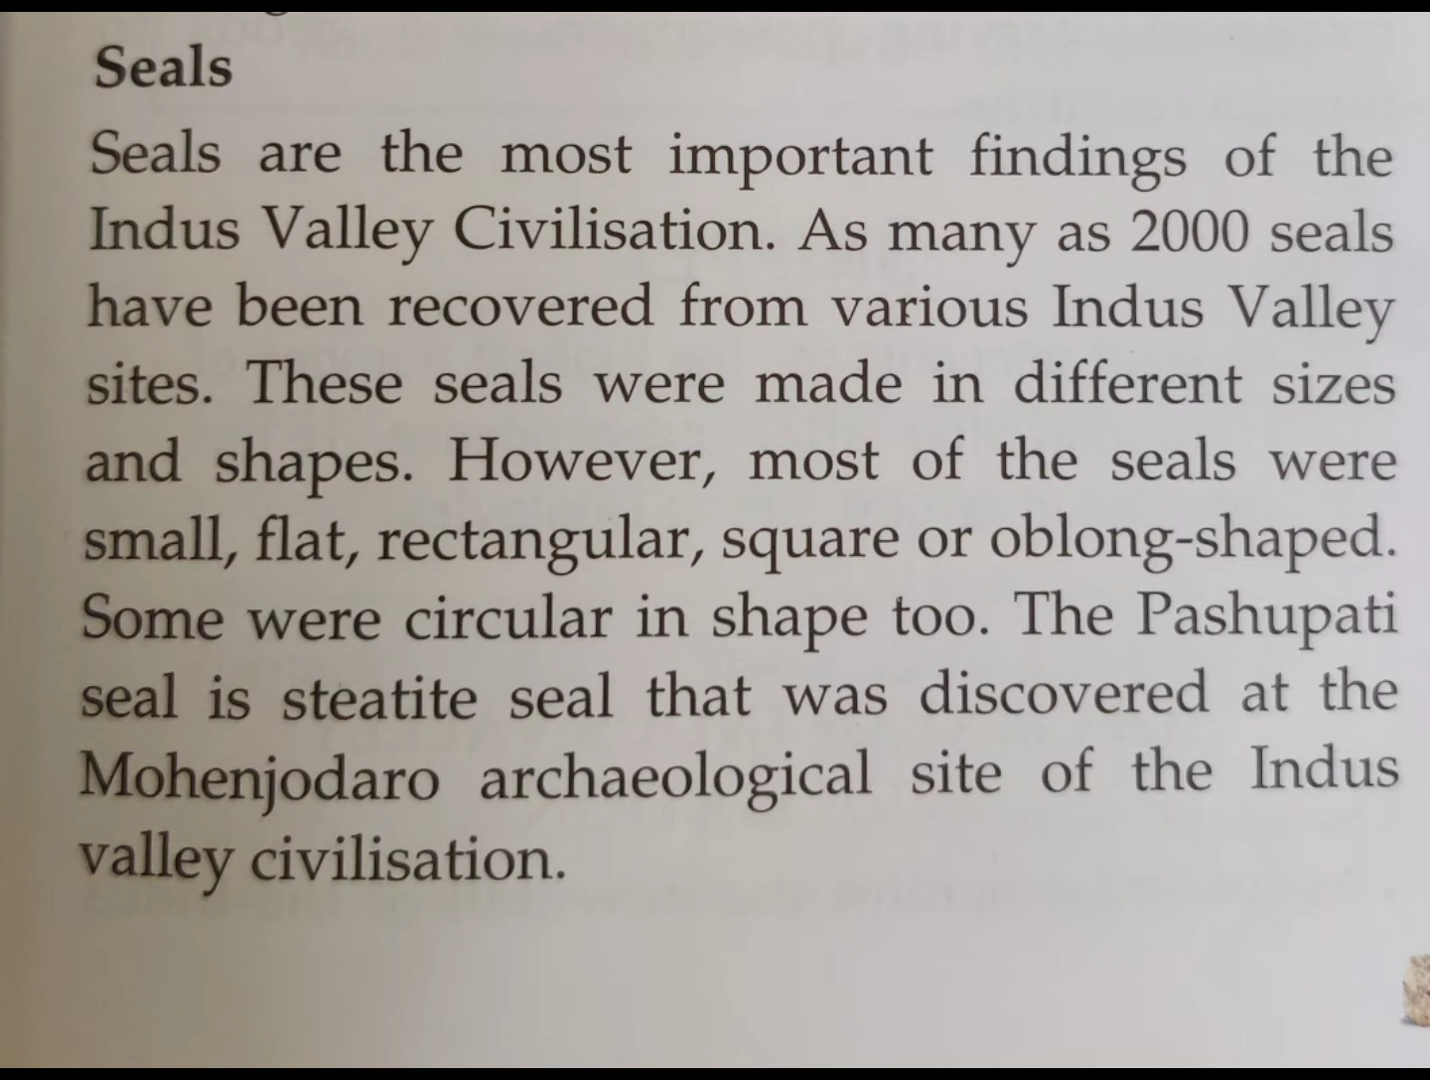 Seals
Seals are the most important findings of the
Indus Valley Civilisation. As many as 2000 seals
have been recovered from various Indus Valley
sites. These seals were made in different sizes
and shapes. However, most of the seals were
small, flat, rectangular, square or oblong-shaped.
Some were circular in shape too. The Pashupati
seal is steatite seal that was discovered at the
Mohenjodaro archaeological site of the Indus
valley civilisation.